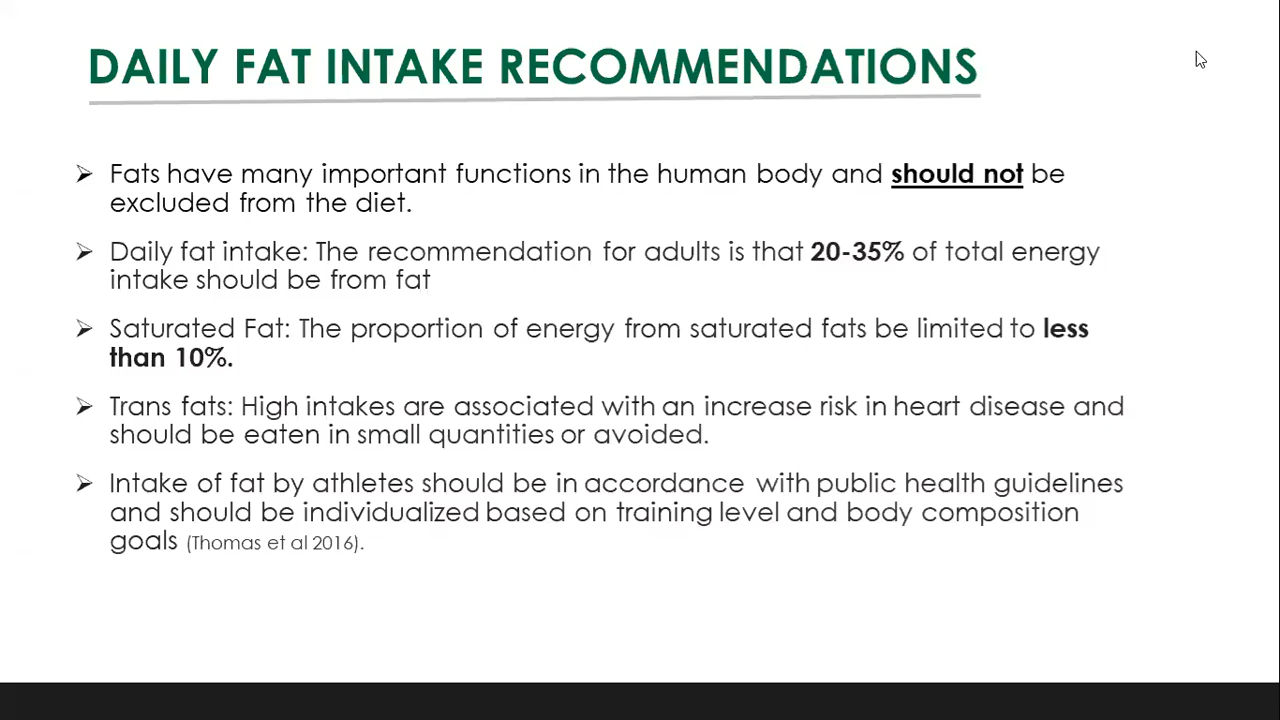 DAILY FAT INTAKE RECOMMENDATIONS
Fats have many important functions in the human body and should not be
excluded from the diet.
Daily fat intake: The recommendation for adults is that 20-35% of total energy
intake should be from fat
Saturated Fat: The proportion of energy from saturated fats be limited to less
than 10%.
Trans fats: High intakes are associated with an increase risk in heart disease and
should be eaten in small quantities or avoided.
Intake of fat by athletes should be in accordance with public health guidelines
and should be individualized based on training level and body composition
goals (Thomas et al 2016).